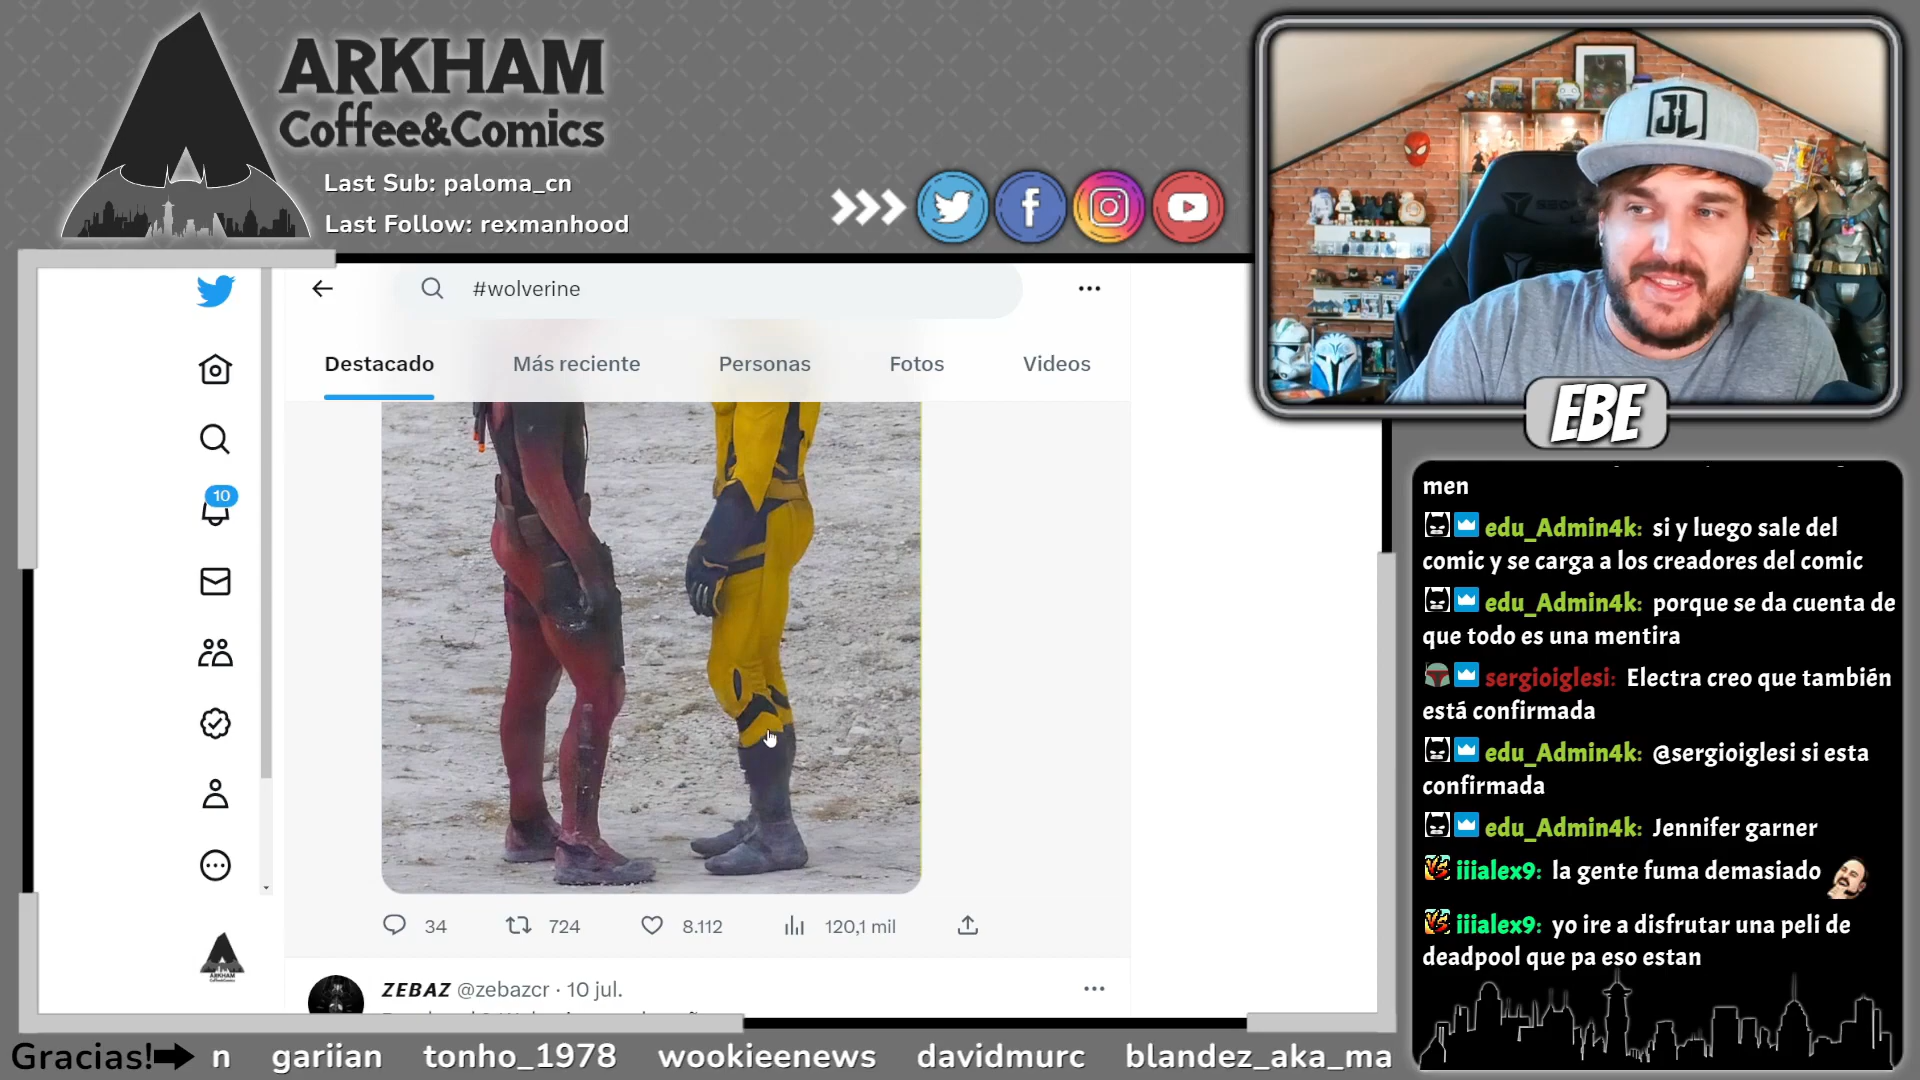 ARKHAM
Coffee&Comics
Last Sub: paloma_cn
Last Follow: rexmanhood
JL
EBE
#wolverine
Destacado
Más reciente
Personas
Fotos
Videos
10
34
724
8.112
120,1 mil
ZEBAZ @zebazcr · 10 jul.
men
edu_Admin4k: si y luego sale del
comic y se carga a los creadores del comic
edu_Admin4k: porque se da cuenta de
que todo es una mentira
sergioiglesi: Electra creo que también
está confirmada
edu_Admin4k: @sergioiglesi si esta
confirmada
edu_Admin4k: Jennifer garner
iiialex9: la gente fuma demasiado
iiialex9: yo ire a disfrutar una peli de
deadpool que pa eso estan
Gracias! n gariian tonho_1978 wookieenews davidmurc blandez_aka_ma